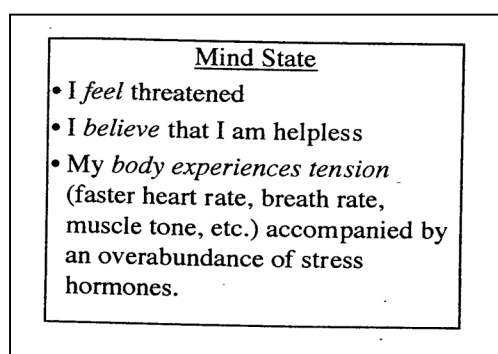 Mind State
• I feel threatened
• I believe that I am helpless
• My body experiences tension
(faster heart rate, breath rate,
muscle tone, etc.) accompanied by
an overabundance of stress
hormones.